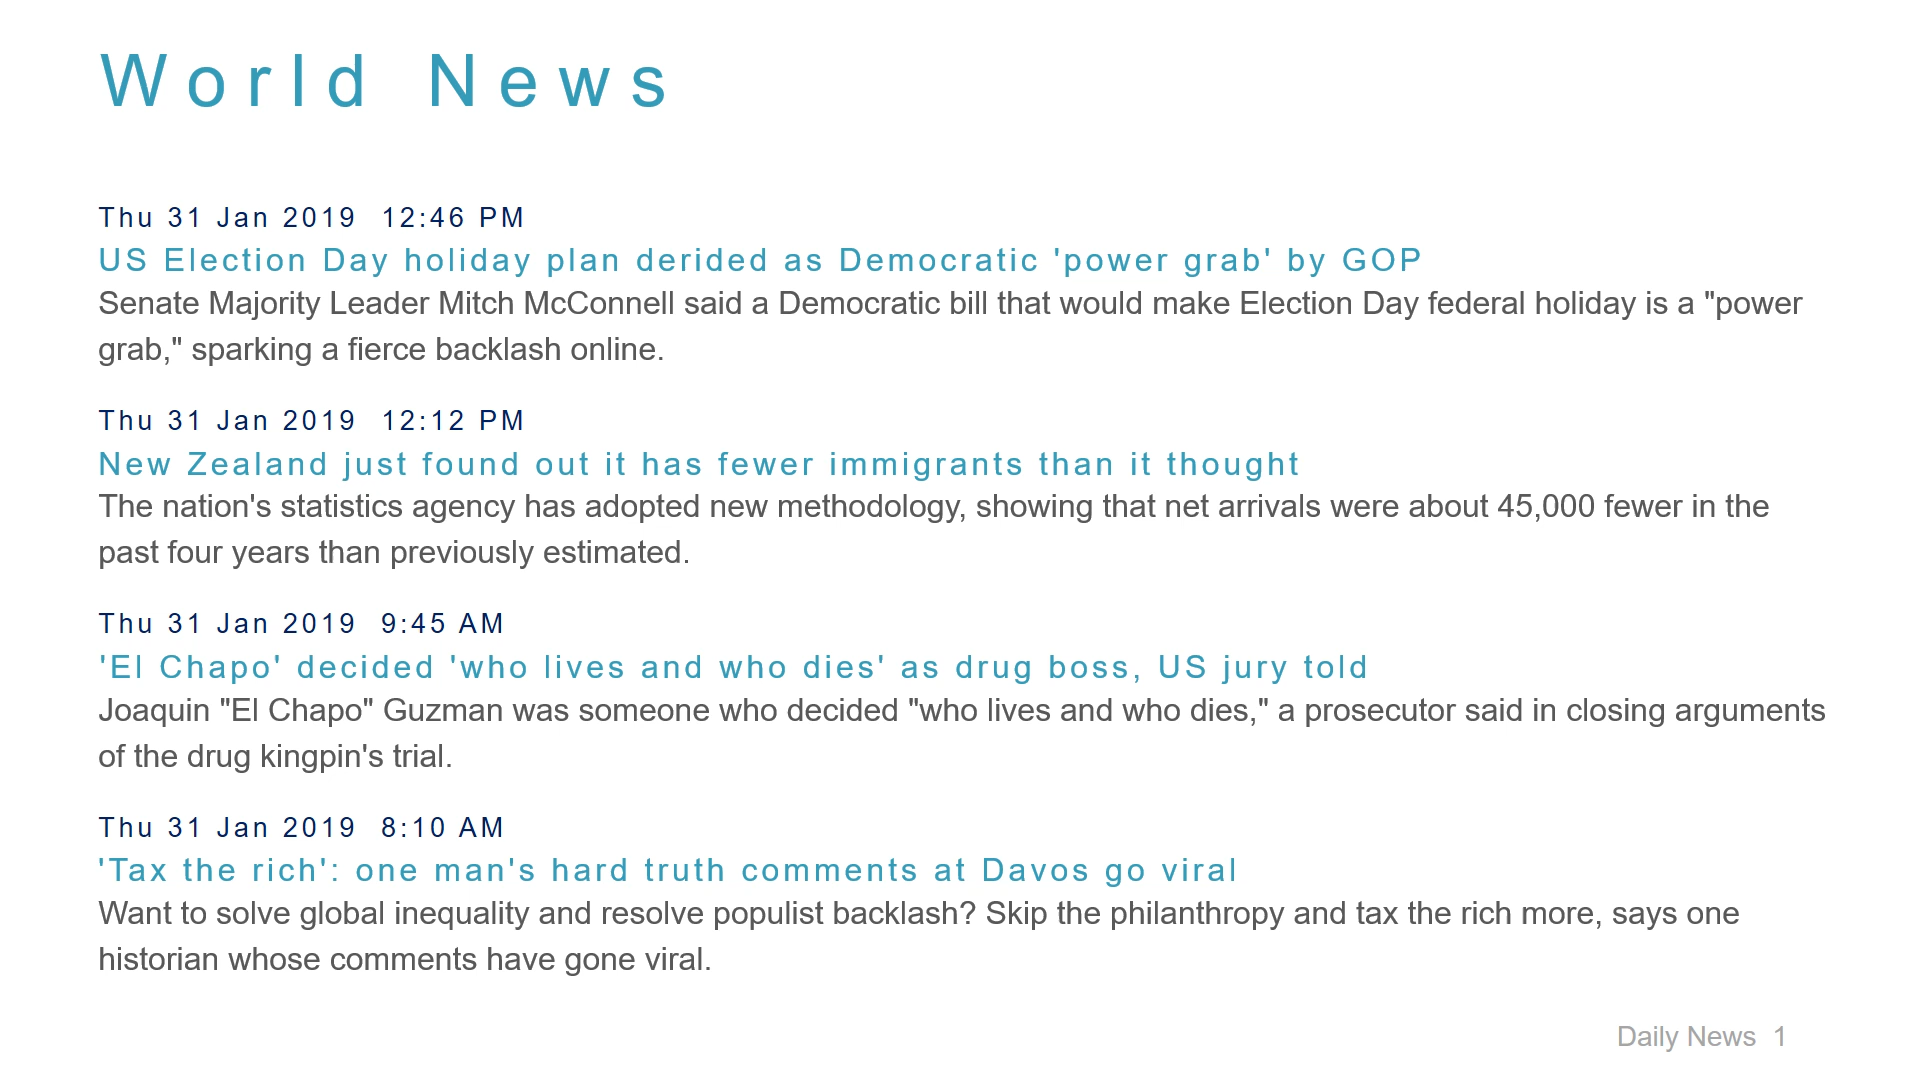 World News
Thu 31 Jan 2019  12:46 PM
US Election Day holiday plan derided as Democratic 'power grab' by GOP
Senate Majority Leader Mitch McConnell said a Democratic bill that would make Election Day federal holiday is a "power
grab," sparking a fierce backlash online.
Thu 31 Jan 2019  12:12 PM
New Zealand just found out it has fewer immigrants than it thought
The nation's statistics agency has adopted new methodology, showing that net arrivals were about 45,000 fewer in the
past four years than previously estimated.
Thu 31 Jan 2019  9:45 AM
'El Chapo' decided 'who lives and who dies' as drug boss, US jury told
Joaquin "El Chapo" Guzman was someone who decided "who lives and who dies," a prosecutor said in closing arguments
of the drug kingpin's trial.
Thu 31 Jan 2019  8:10 AM
'Tax the rich': one man's hard truth comments at Davos go viral
Want to solve global inequality and resolve populist backlash? Skip the philanthropy and tax the rich more, says one
historian whose comments have gone viral.
Daily News  1